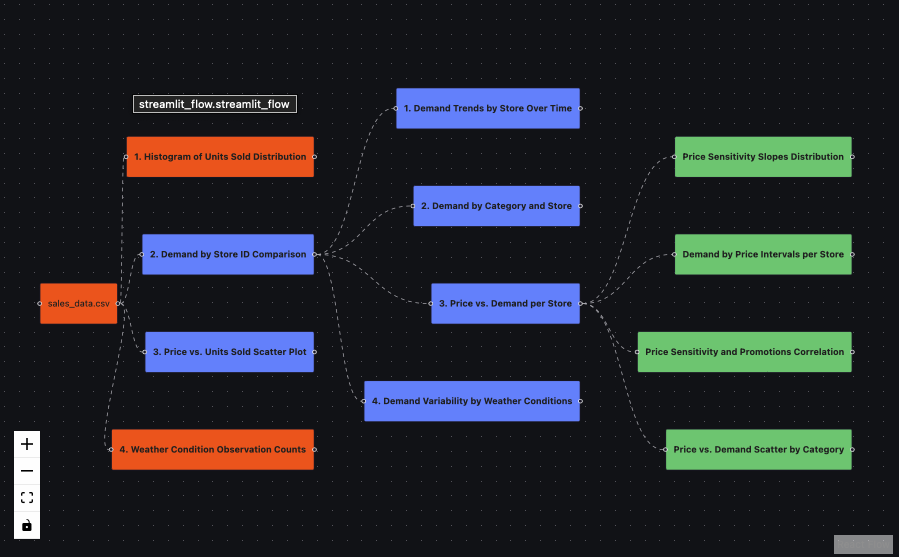 streamlit_flow.streamlit_flow
sales_data.csv
1. Histogram of Units Sold Distribution
2. Demand by Store ID Comparison
3. Price vs. Units Sold Scatter Plot
4. Weather Condition Observation Counts
1. Demand Trends by Store Over Time
2. Demand by Category and Store
3. Price vs. Demand per Store
4. Demand Variability by Weather Conditions
Price Sensitivity Slopes Distribution
Demand by Price Intervals per Store
Price Sensitivity and Promotions Correlation
Price vs. Demand Scatter by Category